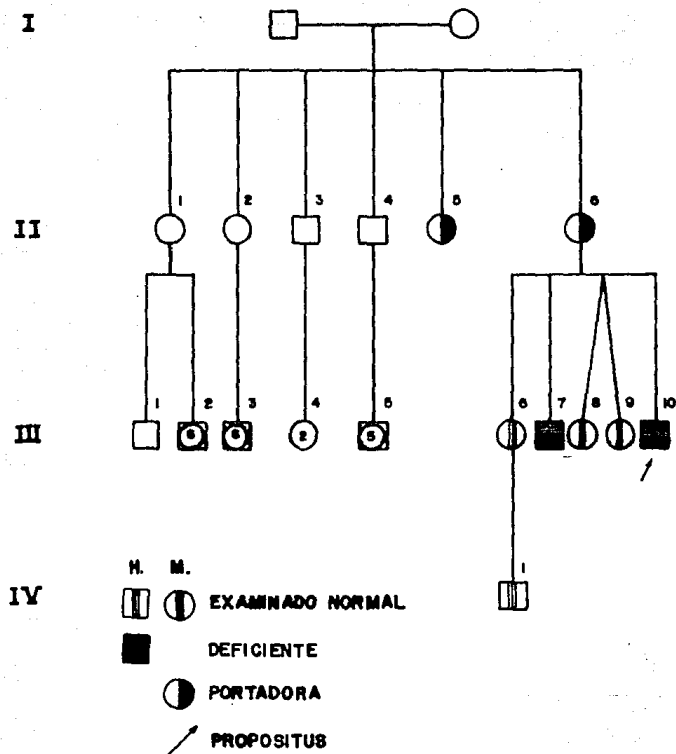 I
1 2 3 4 5 6
II
1 2 3 4 5 6 7 8 9 10
III 6 6 2 5
H. M. 1
IV EXAMINADO NORMAL
DEFICIENTE
PORTADORA
PROPOSITUS